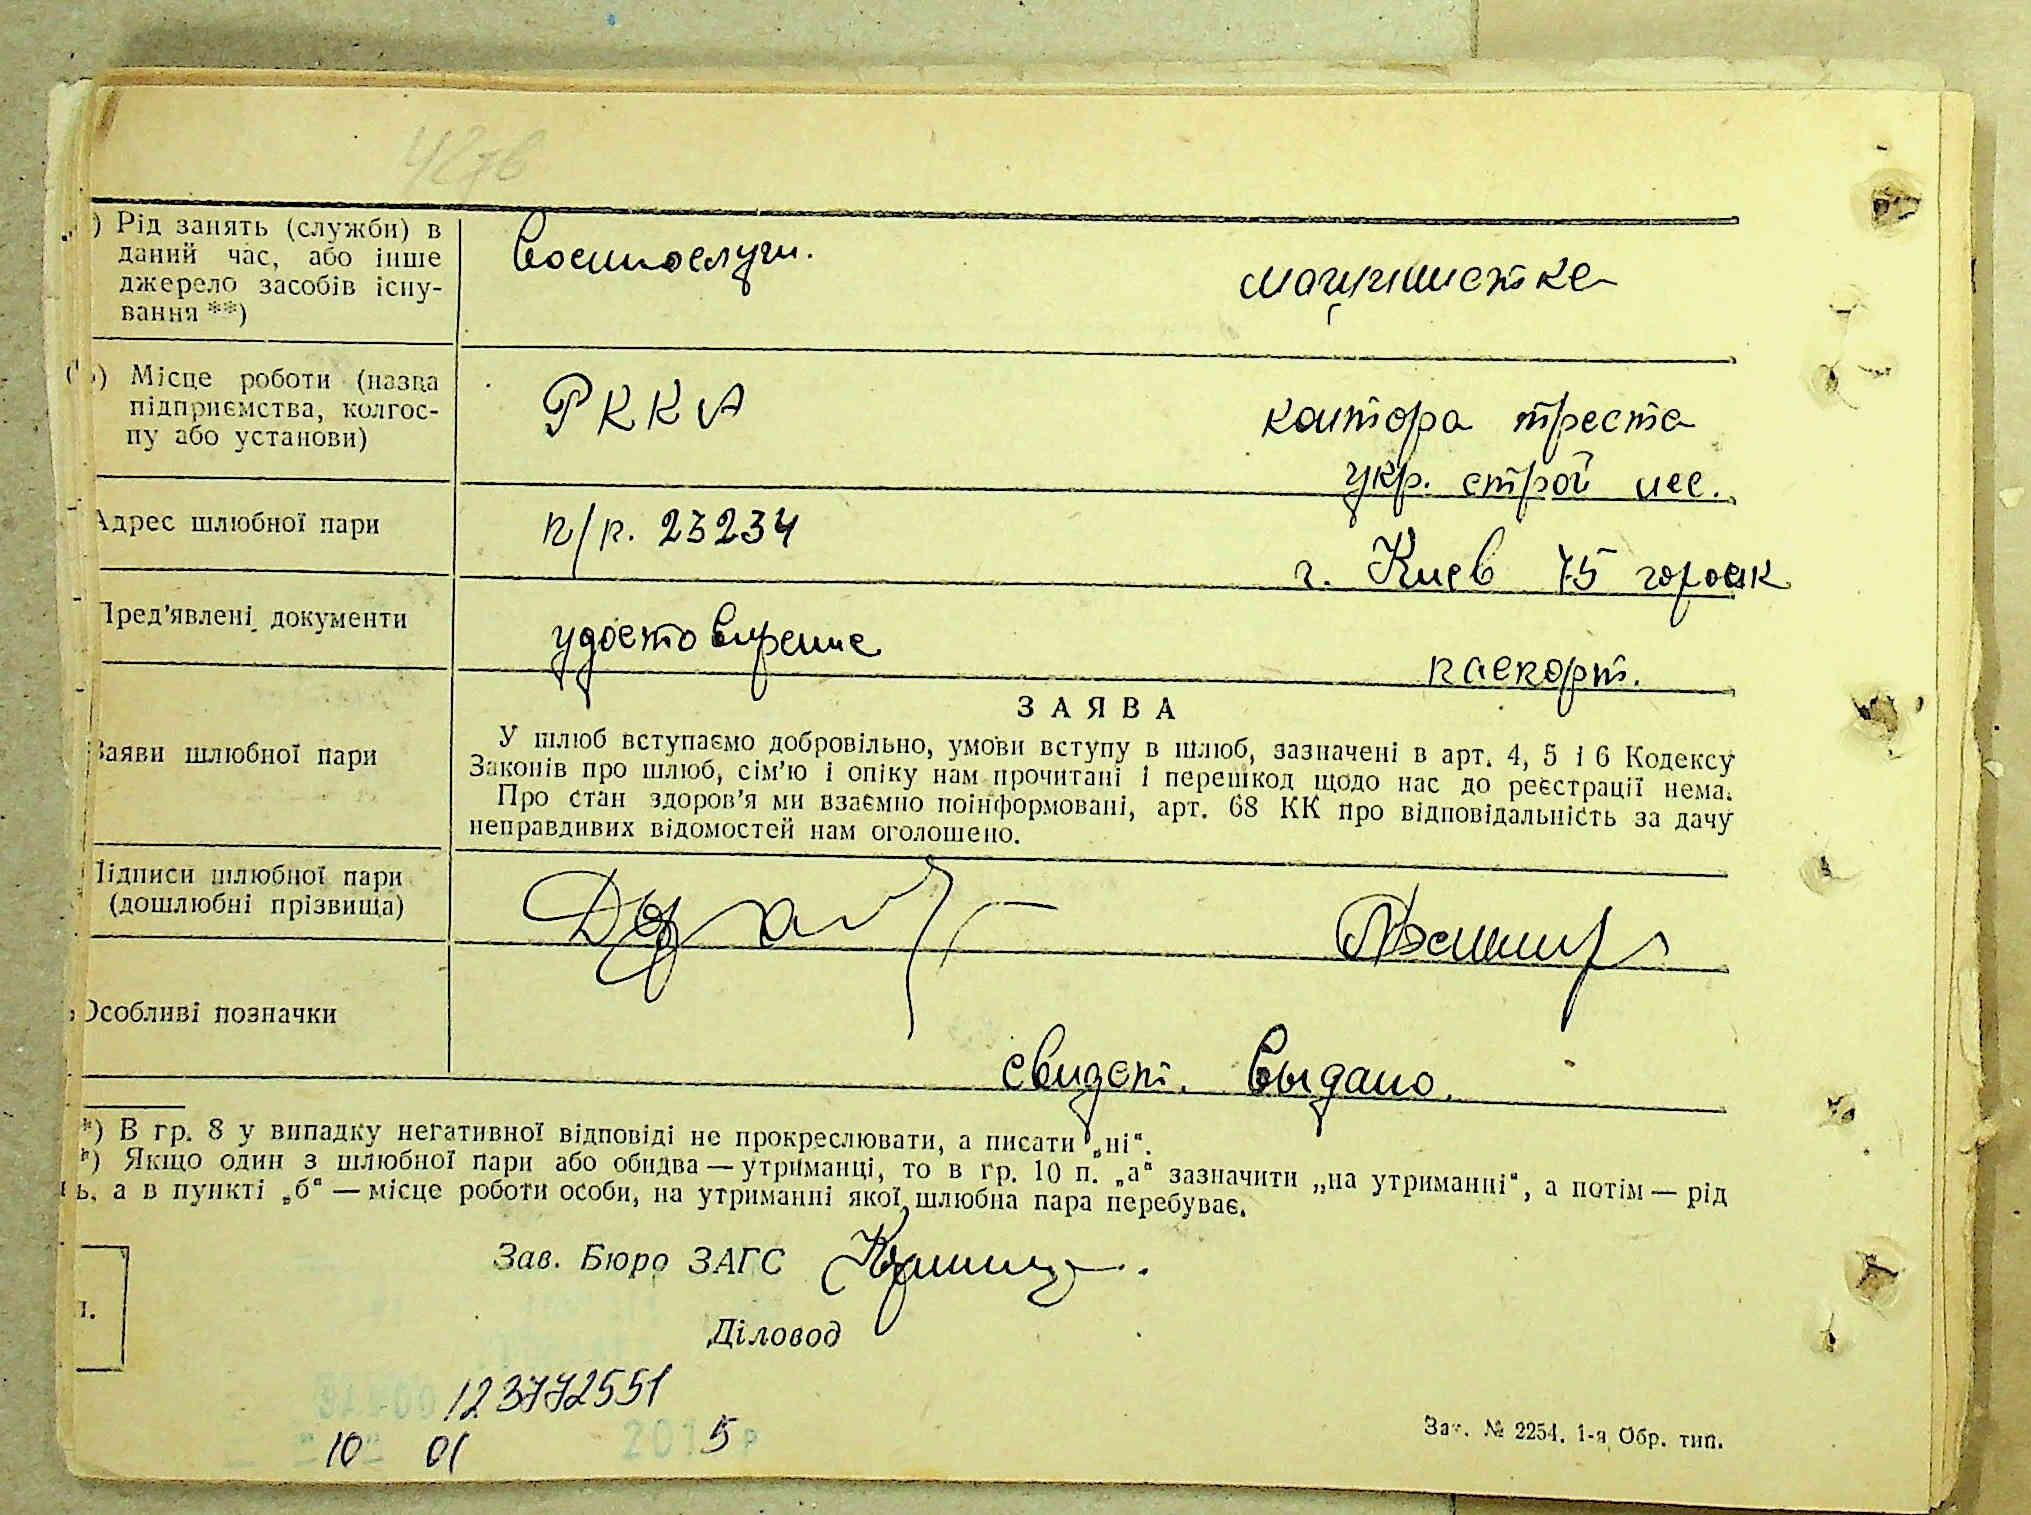 ) Рід занять (служби) в
даний час, або інше
джерело засобів існу-
вання **)
военнослуж.
машинистка
) Місце роботи (назва
підприємства, колгос-
пу або установи)
РККА
контора треста
укр. строй
Адрес шлюбної пари
п/п. 23234
г. Киев 75
Пред'явлені документи
удостовирение
паспорт.
Заяви шлюбної пари
ЗАЯВА
У шлюб вступаємо добровільно, умови вступу в шлюб, зазначені в арт. 4, 5 і 6 Кодексу
Законів про шлюб, сім'ю і опіку нам прочитані і перешкод щодо нас до реєстрації нема.
Про стан здоров'я ми взаємно поінформовані, арт. 68 КК про відповідальність за дачу
неправдивих відомостей нам оголошено.
Підписи шлюбної пари
(дошлюбні прізвища)
Особливі позначки
свидет. выдано.
*) В гр. 8 у випадку негативної відповіді не прокреслювати, а писати „ні“.
*) Якщо один з шлюбної пари або обидва — утриманці, то в гр. 10 п. „а“ зазначити „на утриманні“, а потім — рід
ь, а в пункті „б“ — місце роботи особи, на утриманні якої шлюбна пара перебуває.
Зав. Бюро ЗАГС
Діловод
123772551
10 01 2015 р
Зат. № 2254. 1-я Обр. тип.